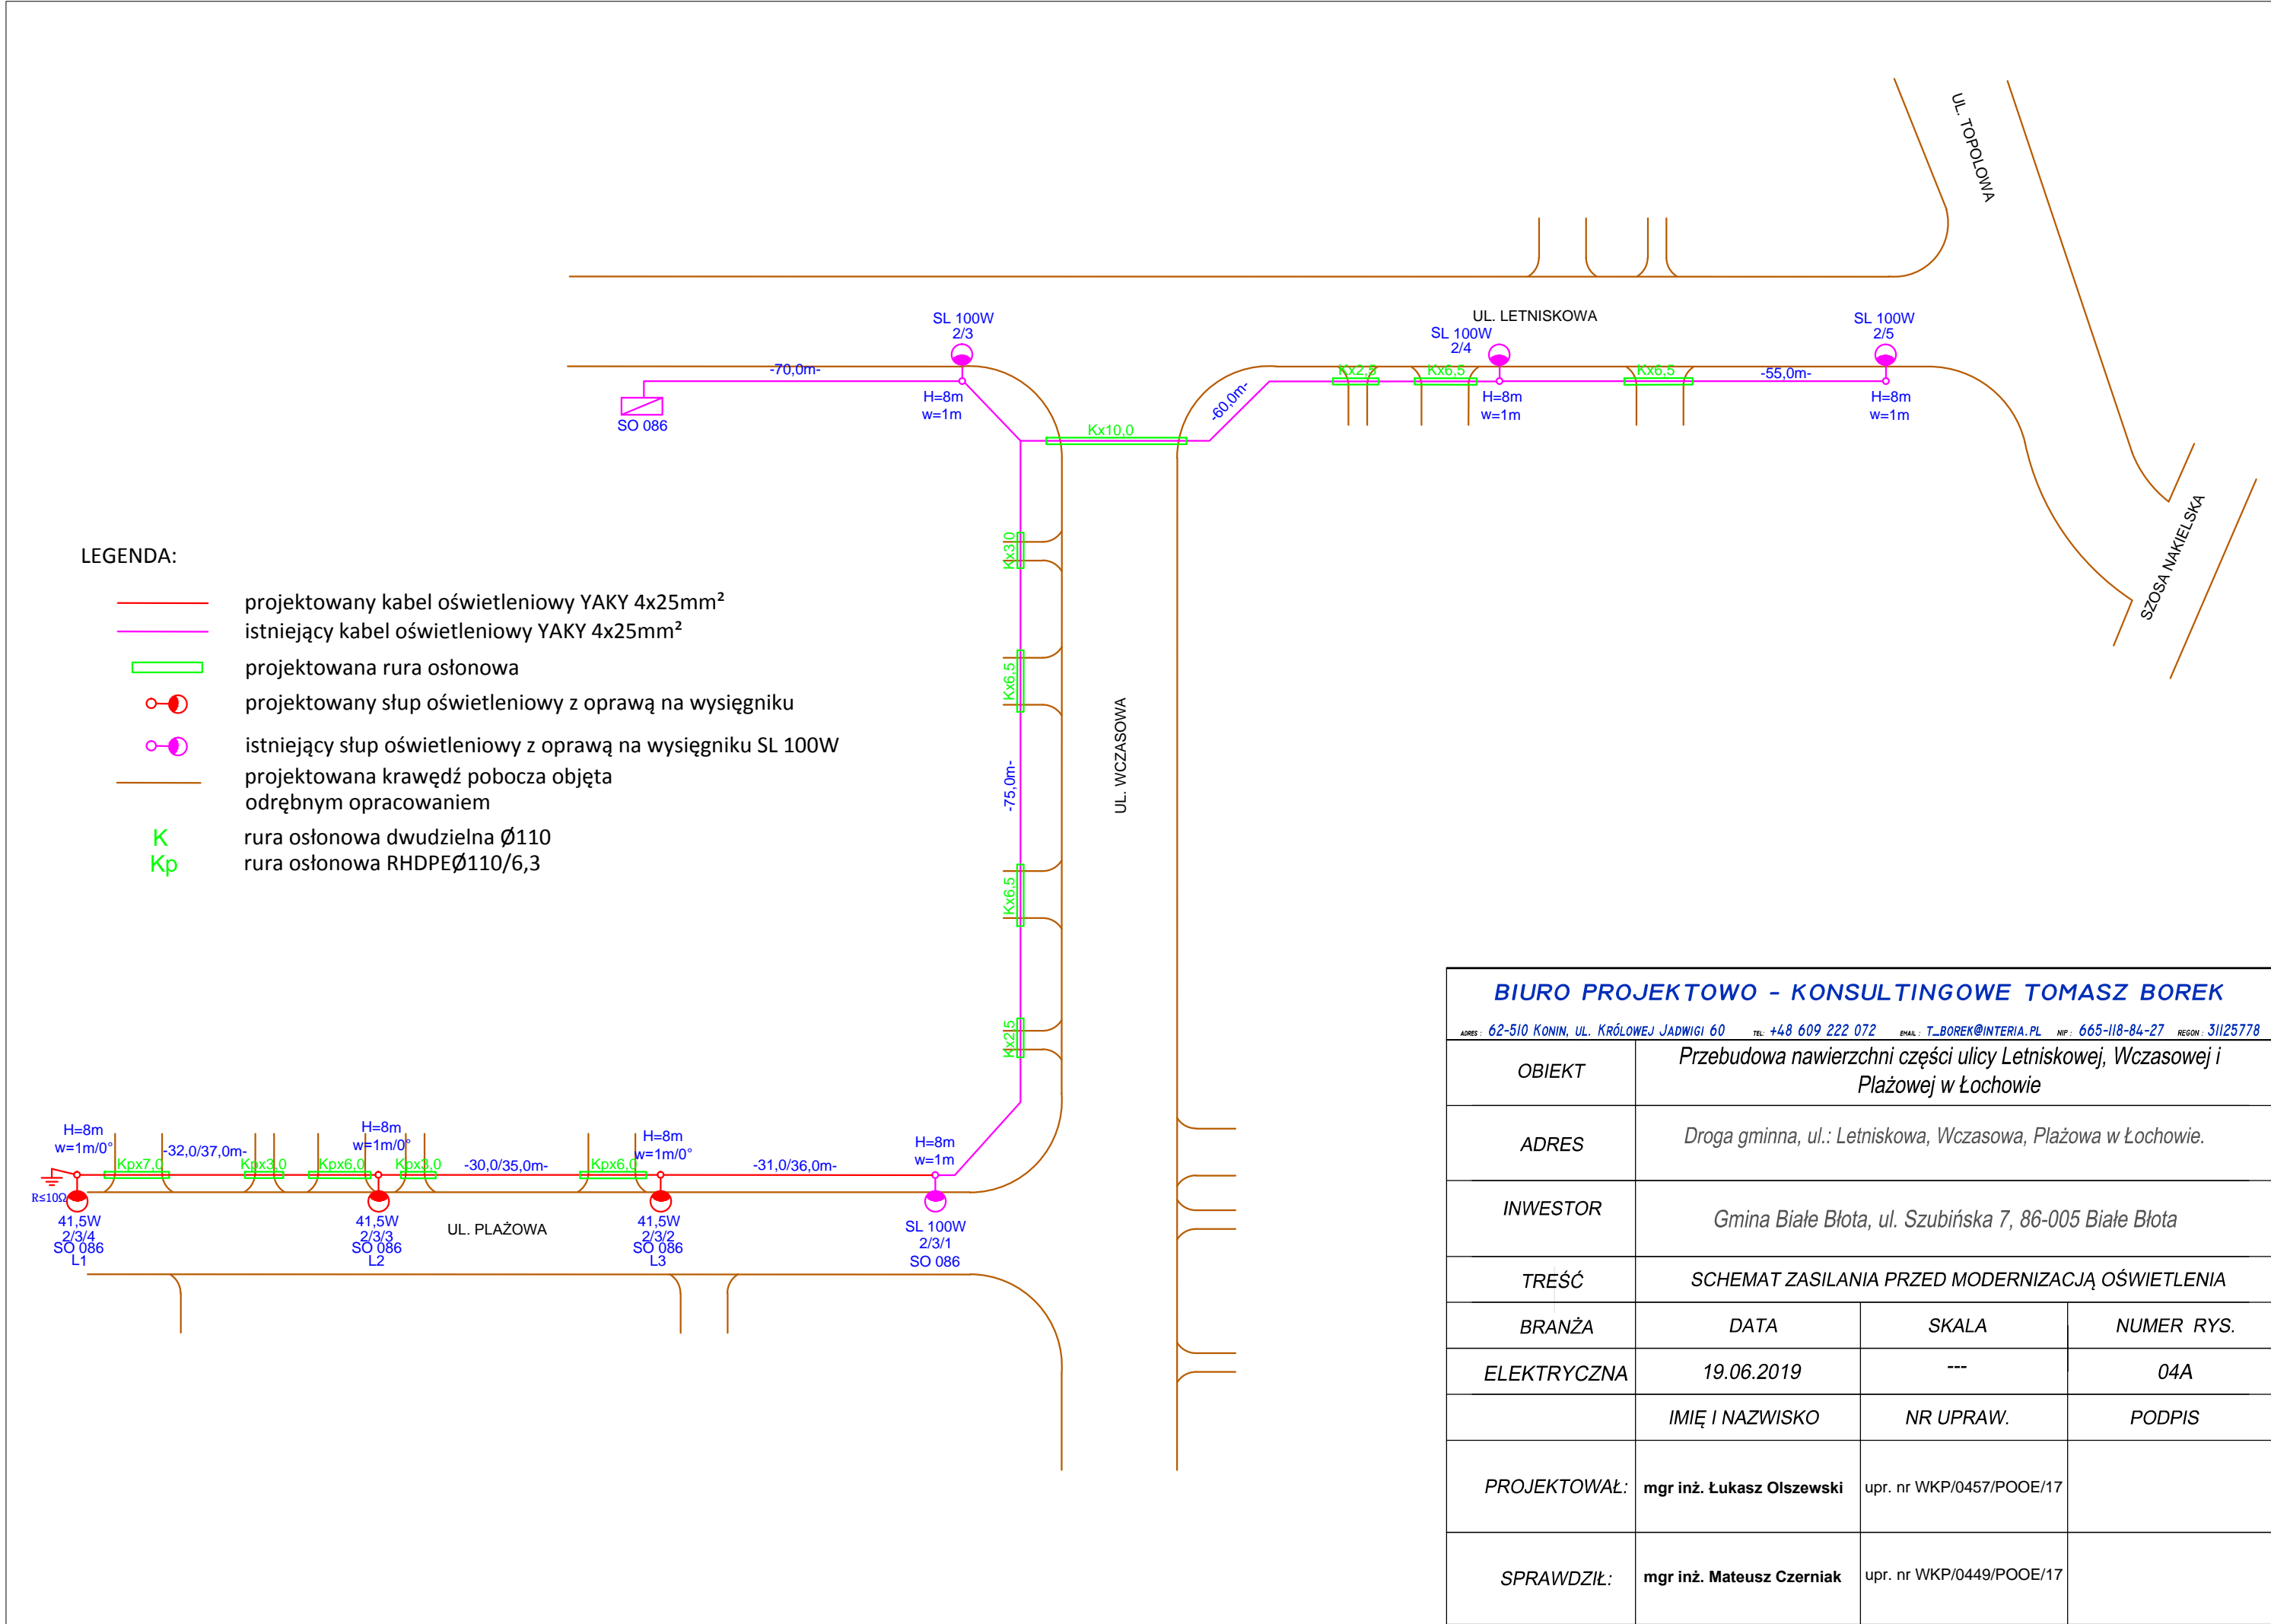 UL. TOPOLOWA
UL. LETNISKOWA
SL 100W
2/3
SL 100W
2/4
SL 100W
2/5
-70,0m-
SO 086
H=8m
w=1m
Kx10,0
-60,0m-
Kx2,5
Kx6,5
H=8m
w=1m
Kx6,5
-55,0m-
H=8m
w=1m
SZOSA NAKIELSKA
Kx3,0
Kx6,5
-75,0m-
UL. WCZASOWA
Kx6,5
Kx2,5
LEGENDA:
projektowany kabel oświetleniowy YAKY 4x25mm²
istniejący kabel oświetleniowy YAKY 4x25mm²
projektowana rura osłonowa
projektowany słup oświetleniowy z oprawą na wysięgniku
istniejący słup oświetleniowy z oprawą na wysięgniku SL 100W
projektowana krawędź pobocza objęta
odrębnym opracowaniem
K rura osłonowa dwudzielna Ø110
Kp rura osłonowa RHDPEØ110/6,3
H=8m
w=1m/0°
-32,0/37,0m-
Kpx7,0
Kpx3,0
Kpx6,0
H=8m
w=1m/0°
Kpx3,0
-30,0/35,0m-
Kpx6,0
H=8m
w=1m/0°
-31,0/36,0m-
H=8m
w=1m
R≤10Ω
41,5W
2/3/4
SO 086
L1
41,5W
2/3/3
SO 086
L2
UL. PLAŻOWA
41,5W
2/3/2
SO 086
L3
SL 100W
2/3/1
SO 086
BIURO PROJEKTOWO - KONSULTINGOWE TOMASZ BOREK
ADRES : 62-510 KONIN, UL. KRÓLOWEJ JADWIGI 60 TEL: +48 609 222 072 EMAIL : T_BOREK@INTERIA.PL NIP : 665-118-84-27 REGON : 31125778
OBIEKT Przebudowa nawierzchni części ulicy Letniskowej, Wczasowej i
Plażowej w Łochowie
ADRES Droga gminna, ul.: Letniskowa, Wczasowa, Plażowa w Łochowie.
INWESTOR Gmina Białe Błota, ul. Szubińska 7, 86-005 Białe Błota
TREŚĆ SCHEMAT ZASILANIA PRZED MODERNIZACJĄ OŚWIETLENIA
BRANŻA DATA SKALA NUMER RYS.
ELEKTRYCZNA 19.06.2019 --- 04A
IMIĘ I NAZWISKO NR UPRAW. PODPIS
PROJEKTOWAŁ: mgr inż. Łukasz Olszewski upr. nr WKP/0457/POOE/17
SPRAWDZIŁ: mgr inż. Mateusz Czerniak upr. nr WKP/0449/POOE/17